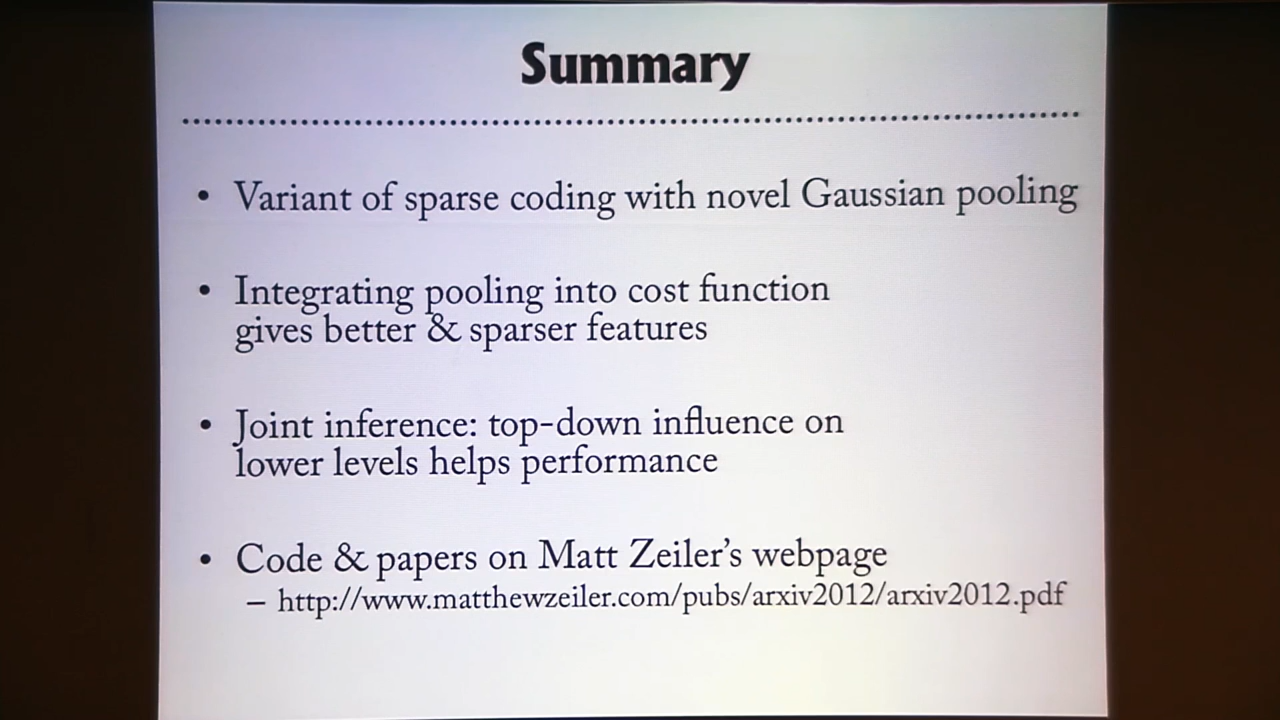 Summary
• Variant of sparse coding with novel Gaussian pooling
• Integrating pooling into cost function
gives better & sparser features
• Joint inference: top-down influence on
lower levels helps performance
• Code & papers on Matt Zeiler's webpage
– http://www.matthewzeiler.com/pubs/arxiv2012/arxiv2012.pdf